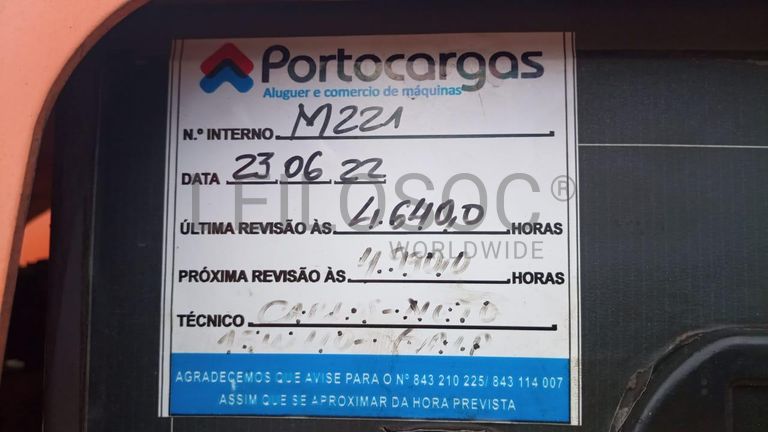 Portocargas
Aluguer e comercio de máquinas
N.º INTERNO M221
DATA 23 06 22
LEILOSOC®
ÚLTIMA REVISÃO ÀS 4.640,0 HORAS
WORLDWIDE
PRÓXIMA REVISÃO ÀS HORAS
TÉCNICO
AGRADEÇEMOS QUE AVISE PARA O Nº 843 210 225/ 843 114 007
ASSIM QUE SE APROXIMAR DA HORA PREVISTA